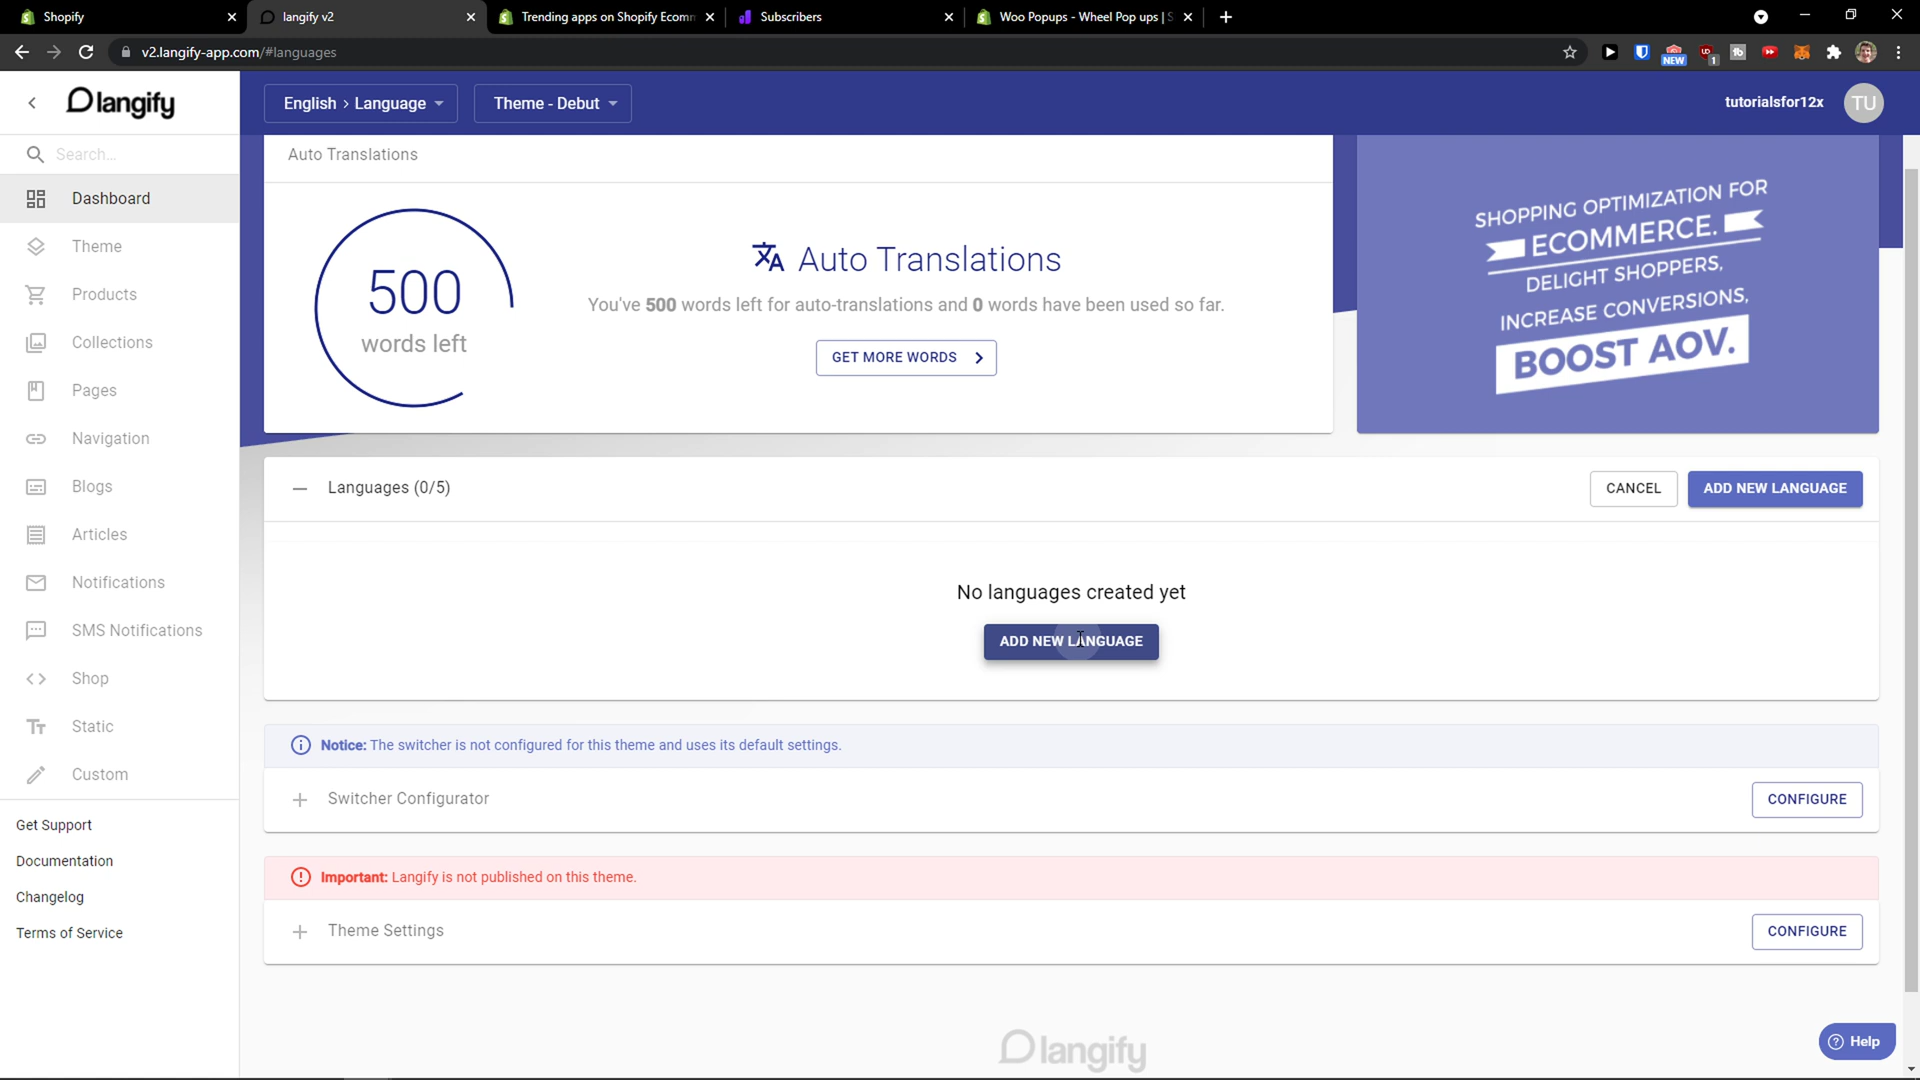 Shopify
langify v2
Trending apps on Shopify Ecomm
Subscribers
Woo Popups - Wheel Pop ups | S
v2.langify-app.com/#languages
NEW
1
langify
English > Language
Theme - Debut
tutorialsfor12x
TU
Search...
Dashboard
Theme
Products
Collections
Pages
Navigation
Blogs
Articles
Notifications
SMS Notifications
Shop
Static
Custom
Get Support
Documentation
Changelog
Terms of Service
Auto Translations
500
words left
Auto Translations
You've 500 words left for auto-translations and 0 words have been used so far.
GET MORE WORDS
SHOPPING OPTIMIZATION FOR
ECOMMERCE.
DELIGHT SHOPPERS,
INCREASE CONVERSIONS,
BOOST AOV.
Languages (0/5)
CANCEL
ADD NEW LANGUAGE
No languages created yet
ADD NEW LANGUAGE
Notice: The switcher is not configured for this theme and uses its default settings.
Switcher Configurator
CONFIGURE
Important: Langify is not published on this theme.
Theme Settings
CONFIGURE
langify
Help